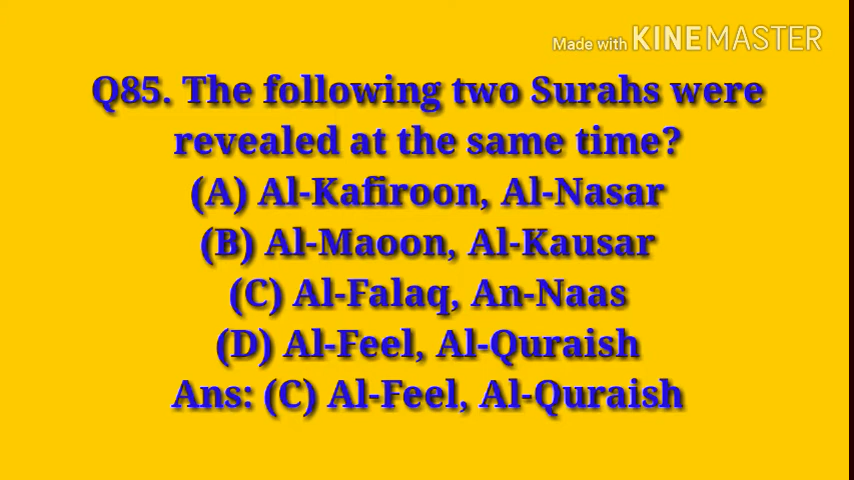 Made with KINEMASTER
Q85. The following two Surahs were
revealed at the same time?
(A) Al-Kafiroon, Al-Nasar
(B) Al-Maoon, Al-Kausar
(C) Al-Falaq, An-Naas
(D) Al-Feel, Al-Quraish
Ans: (C) Al-Feel, Al-Quraish